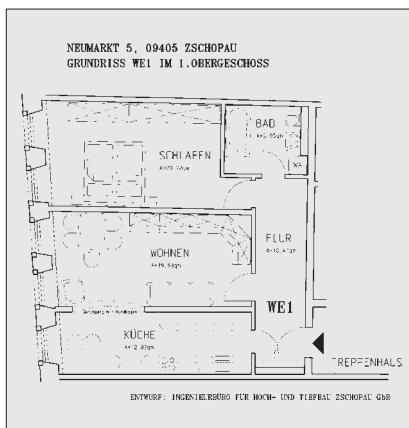 NEUMARKT 5, 09405 ZSCHOPAU
GRUNDRISS WE1 IM 1.OBERGESCHOSS
BAD
SCHLAFEN
WA
WOHNEN
FLUR
WE1
KÜCHE
TREPPENHAUS
ENTWURF: INGENIEURBÜRO FÜR HOCH- UND TIEFBAU ZSCHOPAU GbR